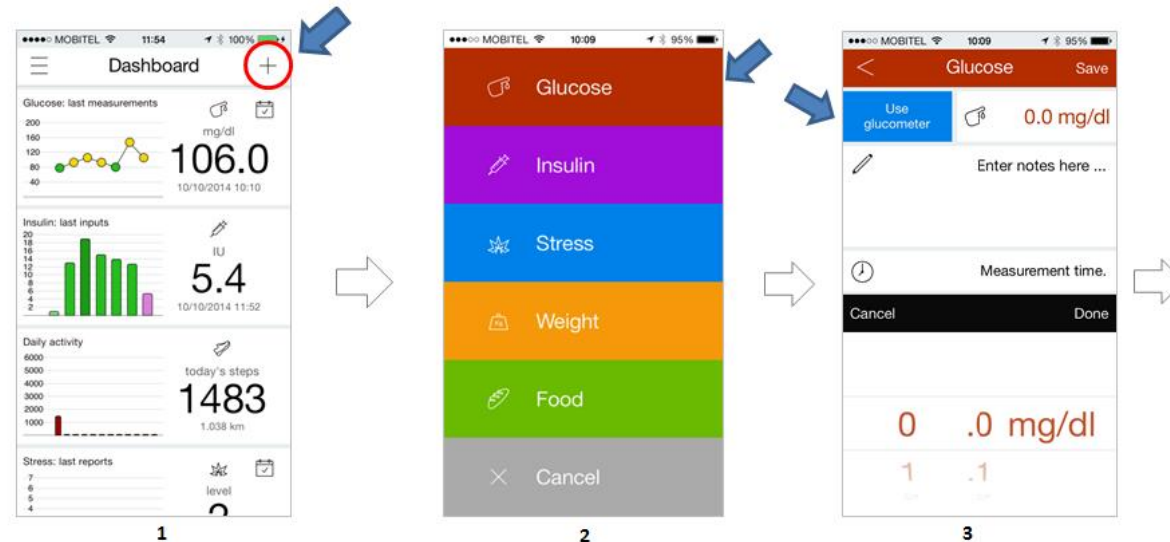 MOBITEL 11:54 100%
Dashboard
Glucose: last measurements
200
160
120
80
40
mg/dl
106.0
10/10/2014 10:10
Insulin: last inputs
20
18
16
14
12
10
8
6
4
2
IU
5.4
10/10/2014 11:52
Daily activity
6000
5000
4000
3000
2000
1000
today's steps
1483
1.038 km
Stress: last reports
7
6
5
4
level
1
MOBITEL 10:09 95%
Glucose
Insulin
Stress
Kg Weight
Food
Cancel
2
MOBITEL 10:09 95%
< Glucose Save
Use
glucometer
0.0 mg/dl
Enter notes here ...
Measurement time.
Cancel Done
0 .0 mg/dl
1 .1
3